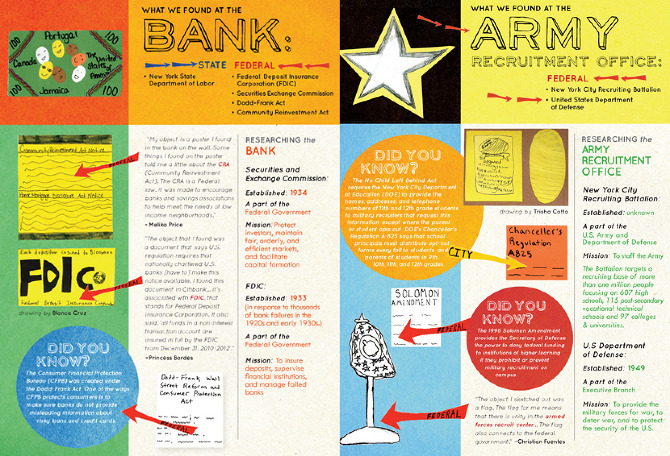 WHAT WE FOUND AT THE
BANK:
STATE
• New York State
Department of Labor
FEDERAL
• Federal Deposit Insurance
Corporation (FDIC)
• Securities Exchange Commission
• Dodd-Frank Act
• Community Reinvestment Act
100
100
Portugal
Canada
The
United
States
of
Jamaica
100
100
Community Reinvestment Act Notice
FEDERAL
Each depositor insured to $100000
FDIC
Federal Deposit Insurance
FEDERAL
drawing by Bianca Cruz
DID YOU
KNOW?
The Consumer Financial Protection
Bureau (CFPB) was created under
the Dodd-Frank Act. One of the ways
CFPB protects consumers is to
make sure banks do not provide
misleading information about
risky loans and credit cards.
"My object is a poster I found
in the bank on the wall. Some
things I found on the poster
told me a little about the CRA
(Community Reinvestment
Act). The CRA is a Federal
law. It was made to encourage
banks and savings associations
to help meet the needs of low
income neighborhoods."
– Melika Price
"The object that I found was
a document that says U.S.
regulation requires that
nationally chartered U.S.
banks (have to) make this
notice available. I found this
document in Citibank... it's
associated with FDIC, that
stands for Federal Deposit
Insurance Corporation. It also
said, 'all funds in a non-interest
transaction account are
insured in full by the FDIC
from December 31, 2010-2012.'"
–Princess Bordes
Dodd-Frank Wall
Street Reform and
Consumer Protection
Act
FEDERAL
RESEARCHING the
BANK
Securities and
Exchange Commission:
Established: 1934
A part of the
Federal Government
Mission: Protect
investors, maintain
fair, orderly, and
efficient markets,
and facilitate
capital formation
FDIC:
Established: 1933
(in response to thousands
of bank failures in the
1920s and early 1930s)
A part of the
Federal Government
Mission: To insure
deposits, supervise
financial institutions,
and manage failed
banks
WHAT WE FOUND AT THE
ARMY
RECRUITMENT OFFICE:
FEDERAL
• New York City Recruiting Battalion
• United States Department
of Defense
DID YOU
KNOW?
The No Child Left Behind Act
requires the New York City Department
of Education (DOE) to provide the
names, addresses, and telephone
numbers of 11th and 12th grade students
to military recruiters that request this
information, except where the parent
or student opts out. DOE's Chancellor's
Regulation A-825 says that school
principals must distribute opt-out
forms every fall to students and
parents of students in 9th,
10th, 11th, and 12th grades.
drawing by Trisha Cotto
Chancellor's
Regulation
A825
CITY
SOLOMON
AMENDMENT
FEDERAL
DID YOU
KNOW?
The 1996 Solomon Amendment
provides the Secretary of Defense
the power to deny federal funding
to institutions of higher learning
if they prohibit or prevent
military recruitment on
campus.
FEDERAL
"The object I sketched out was
a flag. The flag for me means
that there is unity in the armed
forces recruit center... The flag
also connects to the federal
government." –Christian Fuentes
RESEARCHING the
ARMY
RECRUITMENT
OFFICE
New York City
Recruiting Battalion:
Established: unknown
A part of the
U.S. Army and
Department of Defense
Mission: To staff the Army
The Battalion targets a
recruiting base of more
than one million people
focusing on 607 high
schools, 115 post-secondary
vocational technical
schools and 97 colleges
& universities.
U.S Department
of Defense:
Established: 1949
A part of the
Executive Branch
Mission: To provide the
military forces for war, to
deter war, and to protect
the security of the U.S.